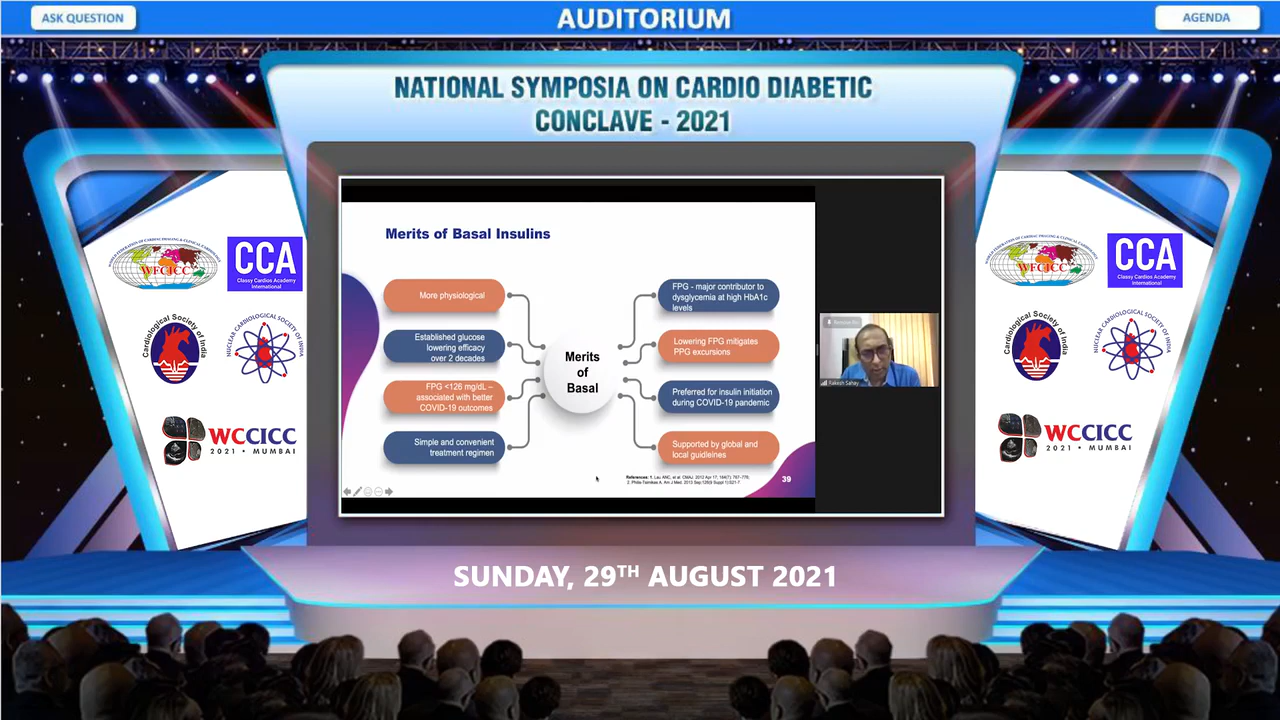 ASK QUESTION
AUDITORIUM
AGENDA
NATIONAL SYMPOSIA ON CARDIO DIABETIC
CONCLAVE - 2021
WFCICC
CCA
Classy Cardios Academy
International
Cardiological Society of India
NUCLEAR CARDIOLOGICAL SOCIETY OF INDIA
WCCICC
2021 • MUMBAI
Merits of Basal Insulins
More physiological
Established glucose
lowering efficacy
over 2 decades
FPG <126 mg/dL –
associated with better
COVID-19 outcomes
Simple and convenient
treatment regimen
Merits
of
Basal
FPG - major contributor to
dysglycemia at high HbA1c
levels
Lowering FPG mitigates
PPG excursions
Preferred for insulin initiation
during COVID-19 pandemic
Supported by global and
local guidleines
39
Rakesh Sahay
WFCICC
CCA
Classy Cardios Academy
International
Cardiological Society of India
NUCLEAR CARDIOLOGICAL SOCIETY OF INDIA
WCCICC
2021 • MUMBAI
SUNDAY, 29TH AUGUST 2021